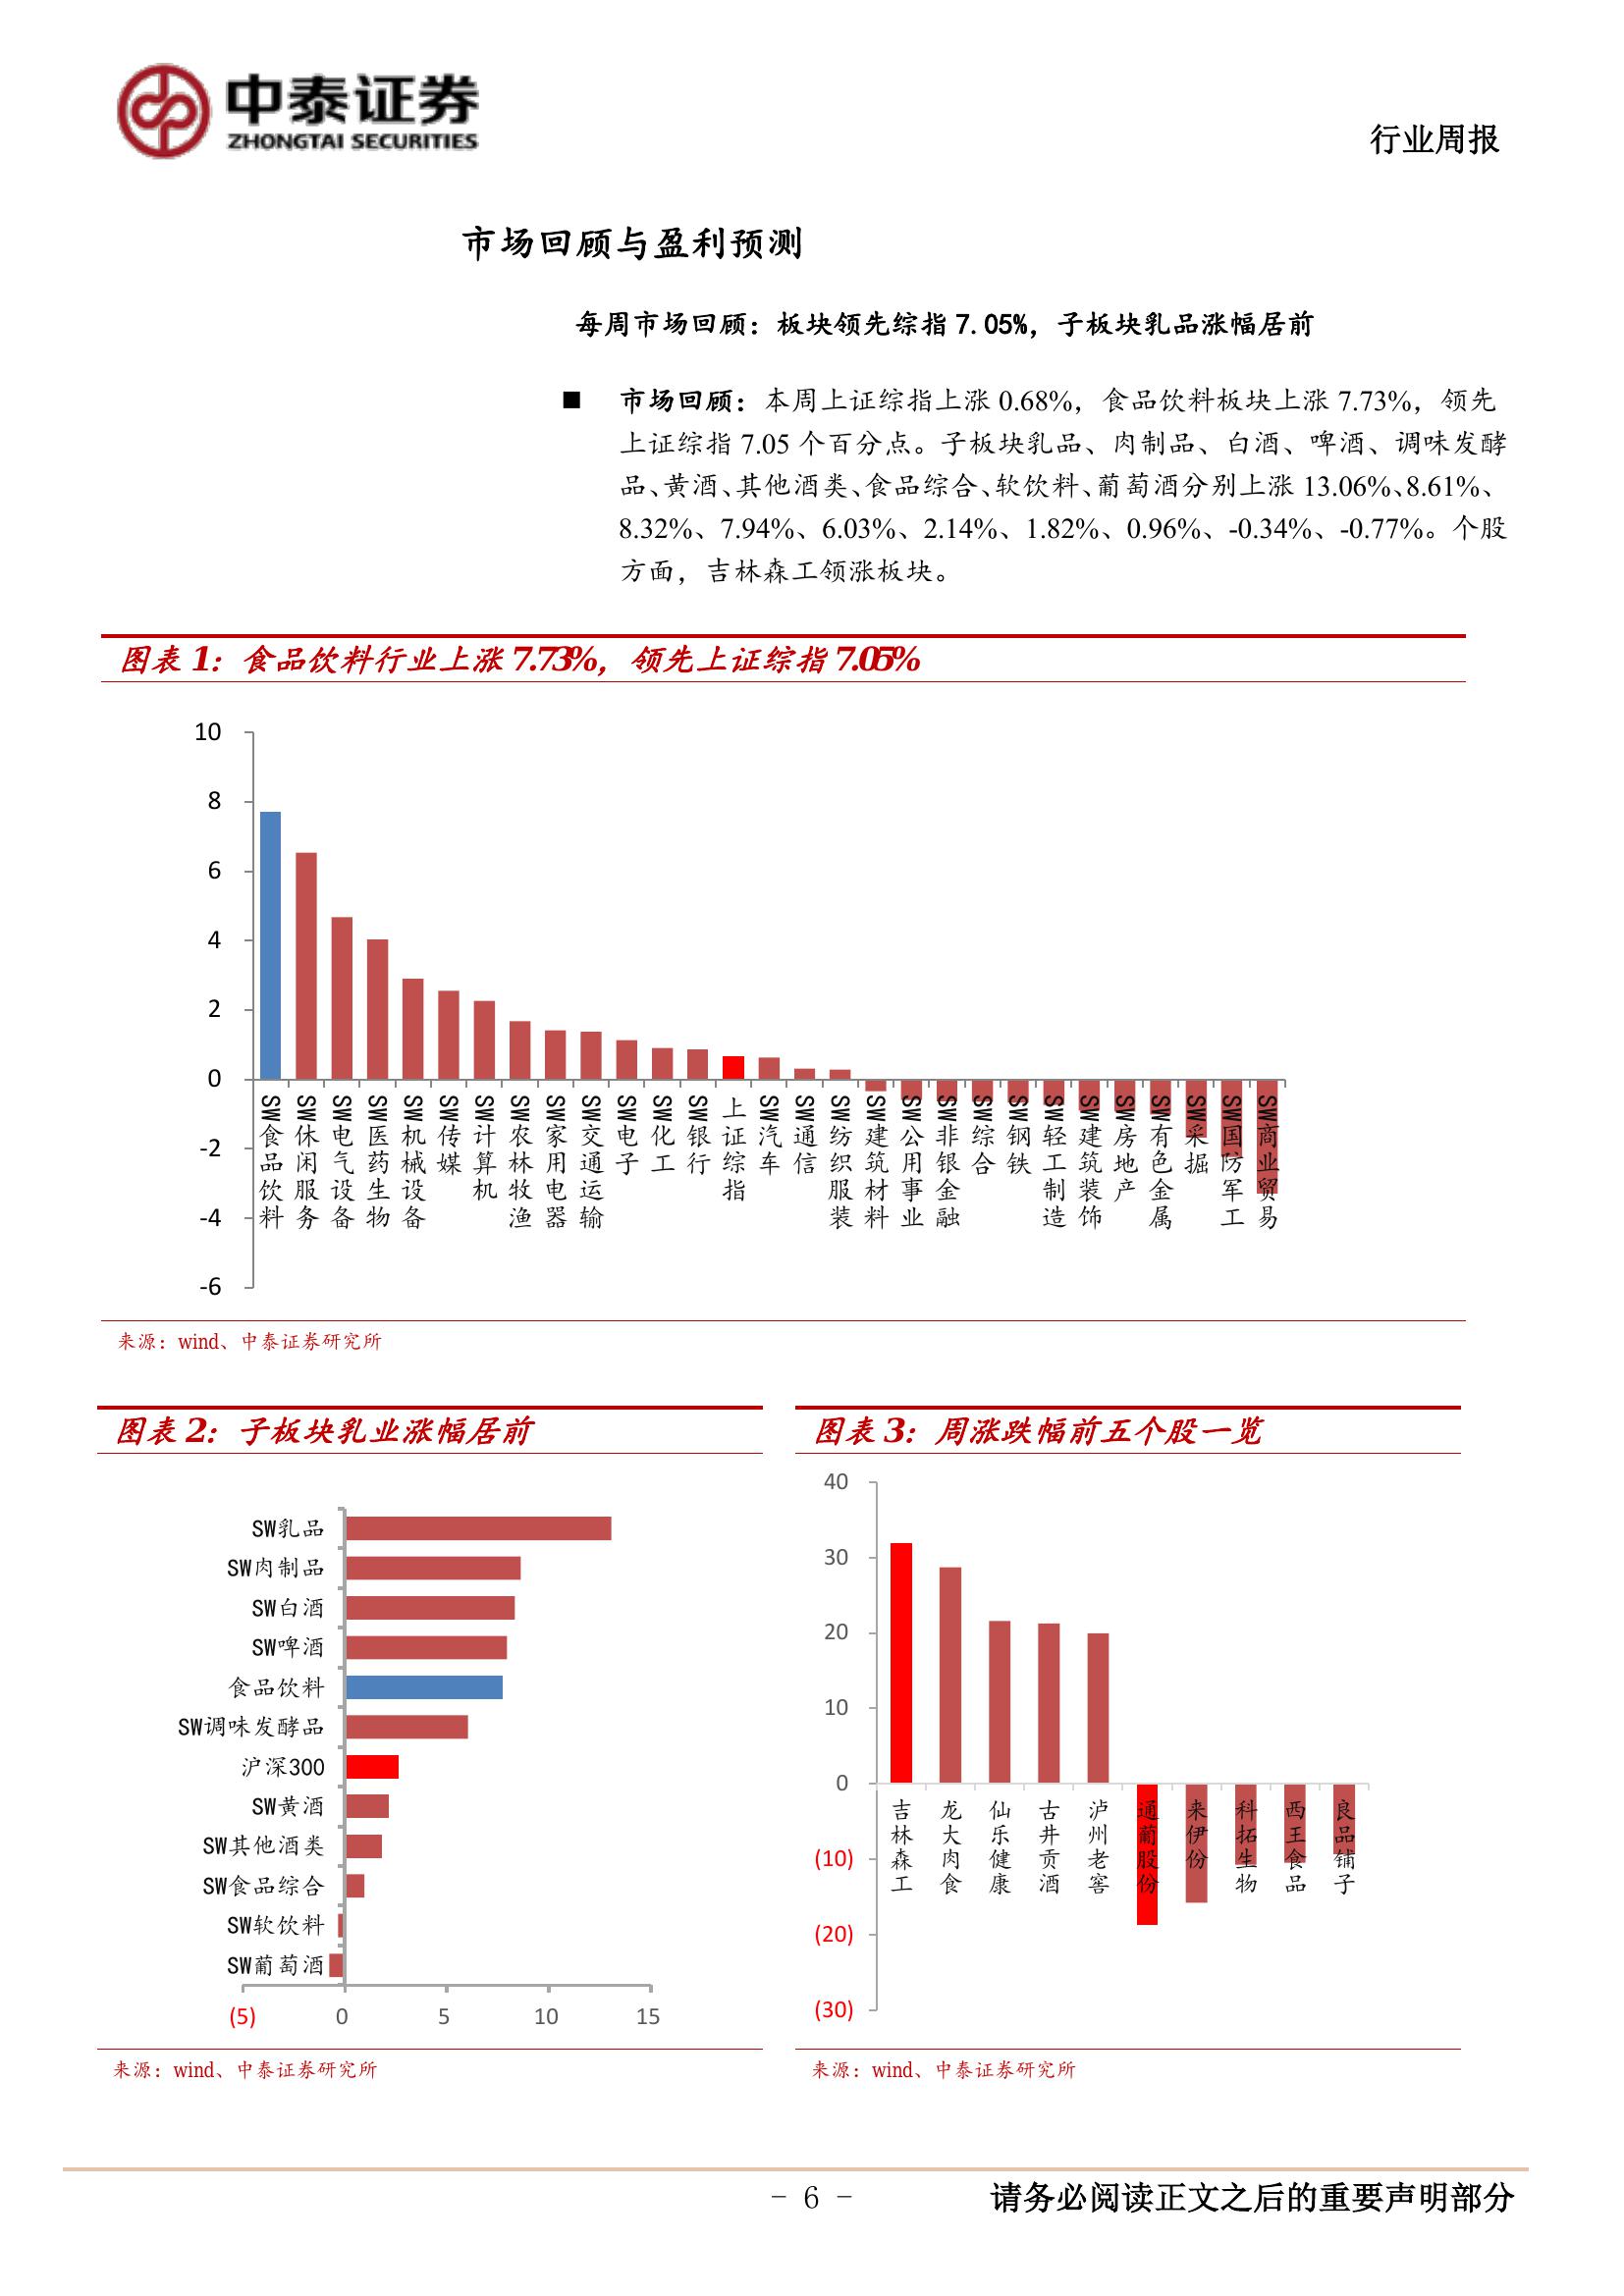 中泰证券
ZHONGTAI SECURITIES
行业周报
市场回顾与盈利预测
每周市场回顾：板块领先综指 7.05%，子板块乳品涨幅居前
■ 市场回顾：本周上证综指上涨 0.68%，食品饮料板块上涨 7.73%，领先
上证综指 7.05 个百分点。子板块乳品、肉制品、白酒、啤酒、调味发酵
品、黄酒、其他酒类、食品综合、软饮料、葡萄酒分别上涨 13.06%、8.61%、
8.32%、7.94%、6.03%、2.14%、1.82%、0.96%、-0.34%、-0.77%。个股
方面，吉林森工领涨板块。
图表 1：食品饮料行业上涨 7.73%，领先上证综指 7.05%
10
8
6
4
2
0
-2
-4
-6
SW食品饮料
SW休闲服务
SW电气设备
SW医药生物
SW机械设备
SW传媒
SW计算机
SW农林牧渔
SW家用电器
SW交通运输
SW电子
SW化工
SW银行
上证综指
SW汽车
SW通信
SW纺织服装
SW建筑材料
SW公用事业
SW非银金融
SW综合
SW钢铁
SW轻工制造
SW建筑装饰
SW房地产
SW有色金属
SW采掘
SW国防军工
SW商业贸易
来源：wind、中泰证券研究所
图表 2：子板块乳业涨幅居前
SW乳品
SW肉制品
SW白酒
SW啤酒
食品饮料
SW调味发酵品
沪深300
SW黄酒
SW其他酒类
SW食品综合
SW软饮料
SW葡萄酒
(5) 0 5 10 15
来源：wind、中泰证券研究所
图表 3：周涨跌幅前五个股一览
40
30
20
10
0
(10)
(20)
(30)
吉林森工
龙大肉食
仙乐健康
古井贡酒
泸州老窖
通葡股份
来伊份
科拓生物
西王食品
良品铺子
来源：wind、中泰证券研究所
- 6 -
请务必阅读正文之后的重要声明部分